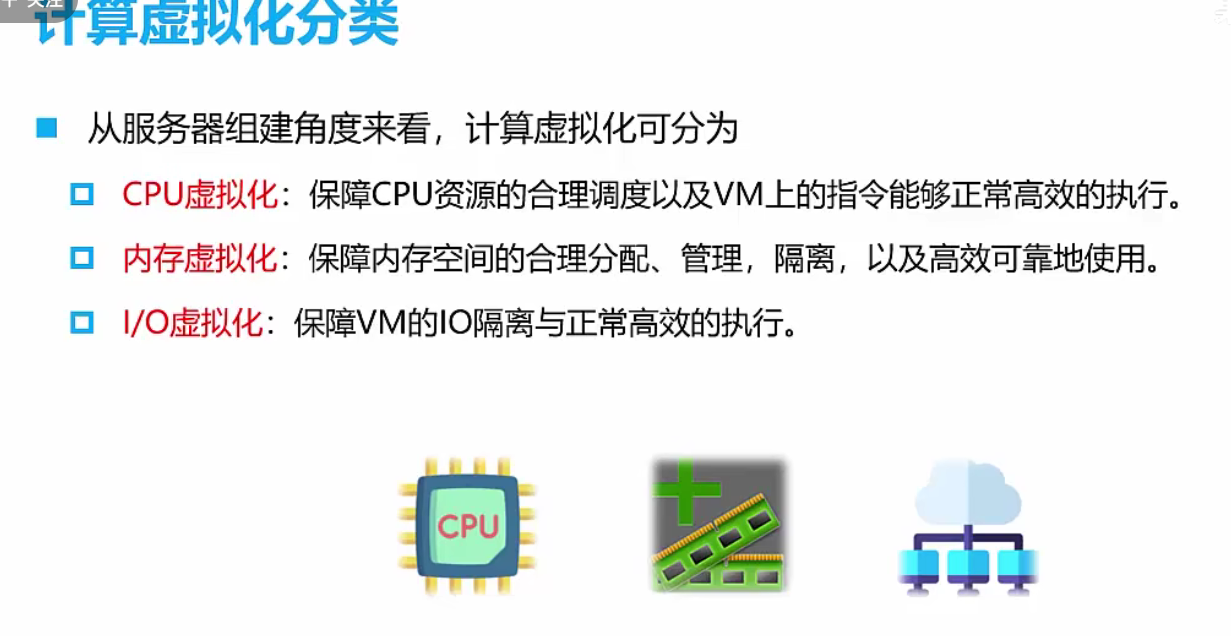 计算虚拟化分类
从服务器组建角度来看，计算虚拟化可分为
CPU虚拟化：保障CPU资源的合理调度以及VM上的指令能够正常高效的执行。
内存虚拟化：保障内存空间的合理分配、管理，隔离，以及高效可靠地使用。
I/O虚拟化：保障VM的IO隔离与正常高效的执行。
CPU